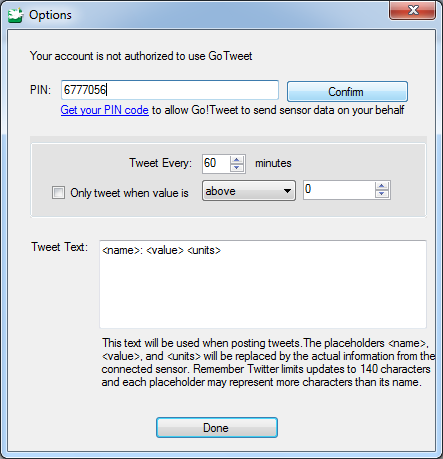 Options
Your account is not authorized to use GoTweet
PIN: 6777056 Confirm
Get your PIN code to allow Go!Tweet to send sensor data on your behalf
Tweet Every: 60 minutes
Only tweet when value is above 0
Tweet Text: <name>: <value> <units>
This text will be used when posting tweets.The placeholders <name>,
<value>, and <units> will be replaced by the actual information from the
connected sensor. Remember Twitter limits updates to 140 characters
and each placeholder may represent more characters than its name.
Done